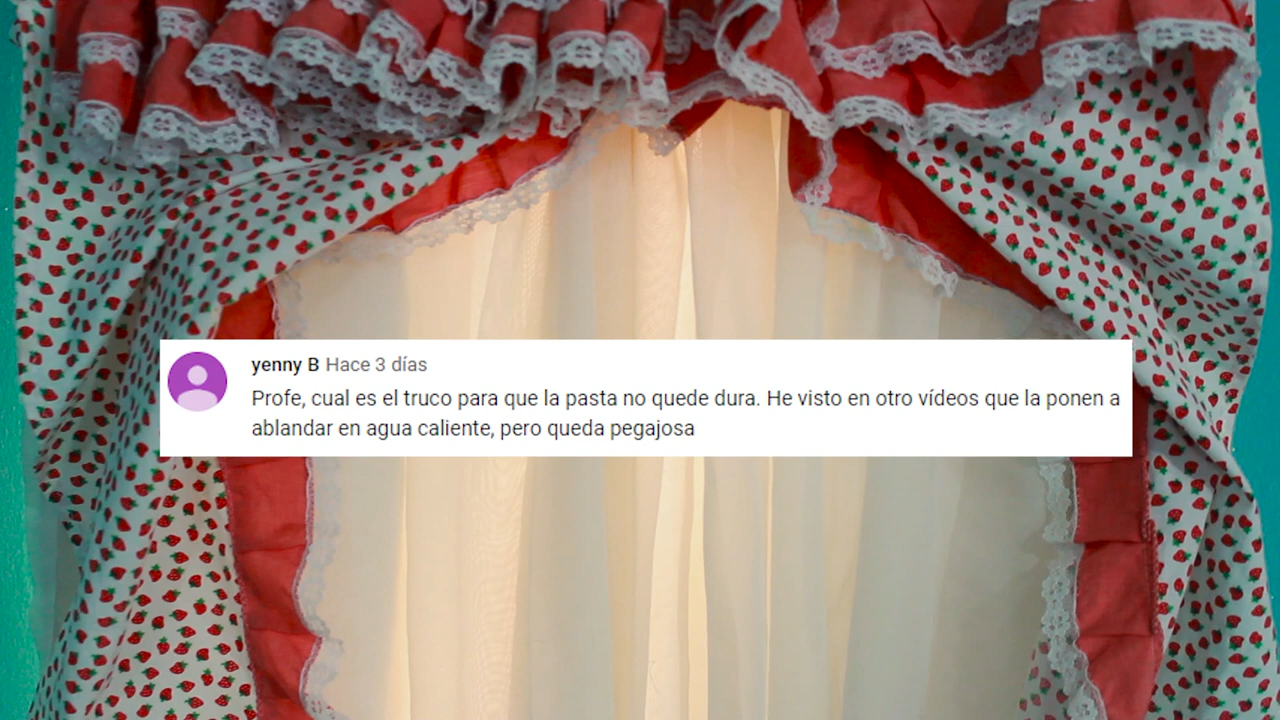 yenny B Hace 3 días
Profe, cual es el truco para que la pasta no quede dura. He visto en otro vídeos que la ponen a
ablandar en agua caliente, pero queda pegajosa